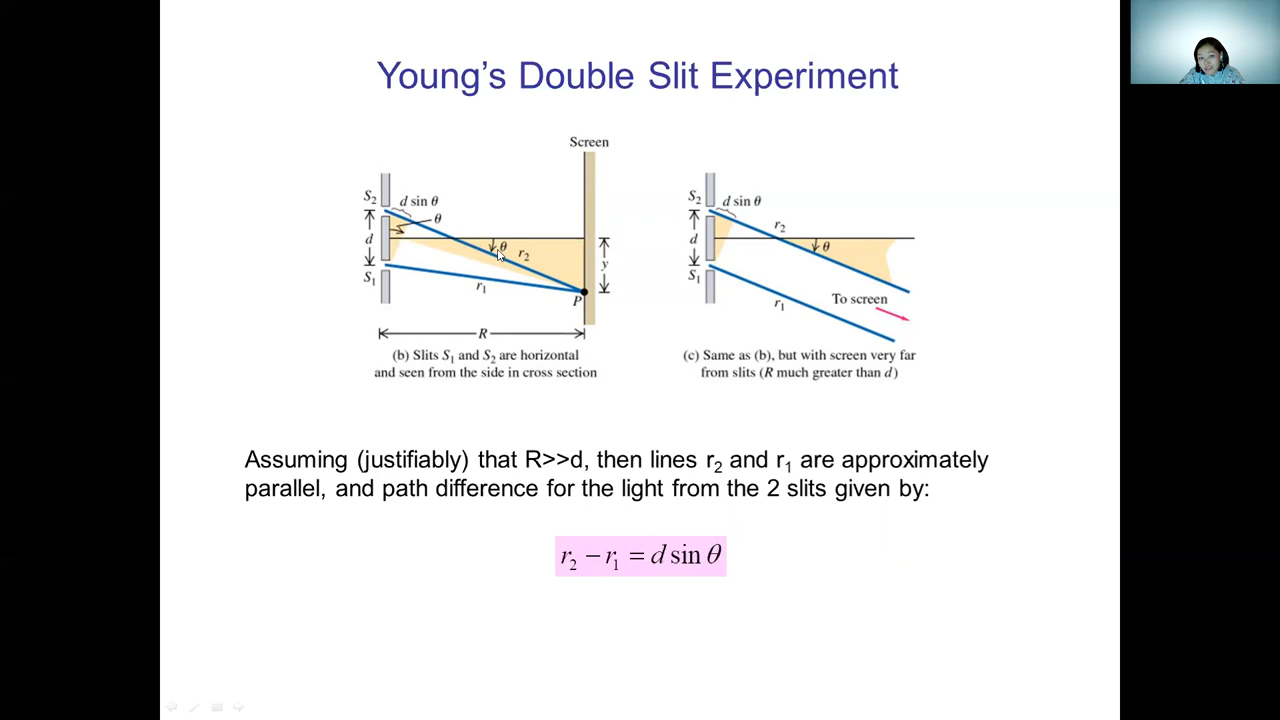 Young's Double Slit Experiment
Screen
S₂
d sin θ
θ
d
θ
r₂
y
S₁
r₁
P
R
(b) Slits S₁ and S₂ are horizontal
and seen from the side in cross section
S₂
d sin θ
r₂
d
θ
S₁
r₁
To screen
(c) Same as (b), but with screen very far
from slits (R much greater than d)
Assuming (justifiably) that R>>d, then lines r₂ and r₁ are approximately
parallel, and path difference for the light from the 2 slits given by:
r₂ − r₁ = d sin θ